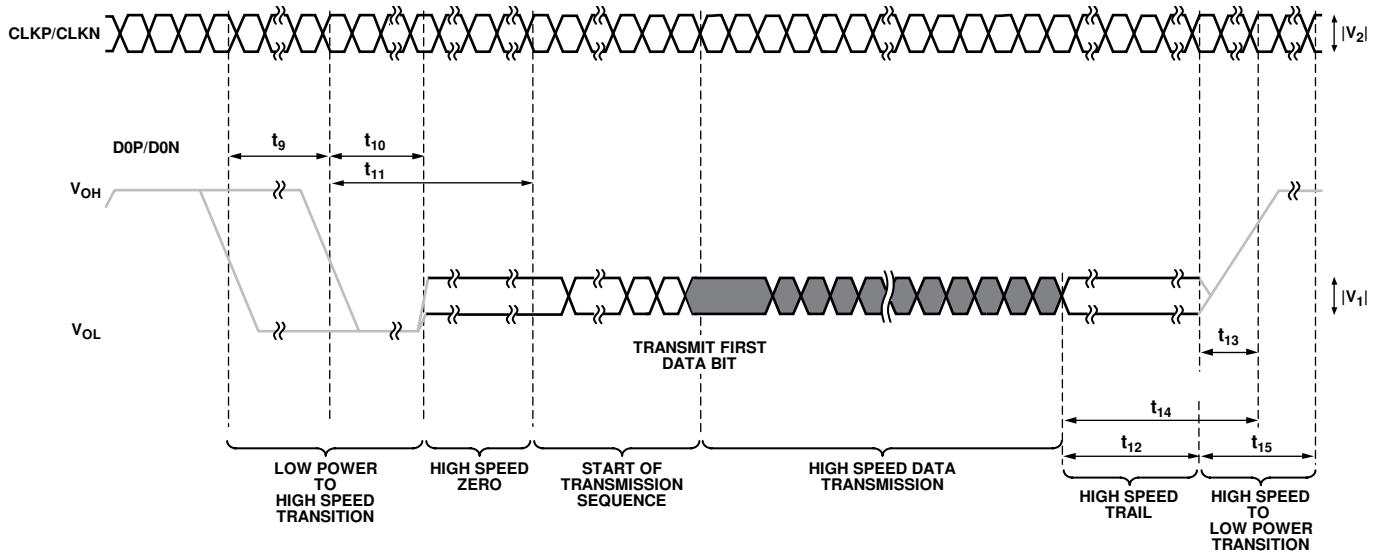 CLKP/CLKN
|V2|
t9
t10
D0P/D0N
t11
VOH
|V1|
VOL
t13
TRANSMIT FIRST
DATA BIT
t14
t12
t15
LOW POWER
TO
HIGH SPEED
TRANSITION
HIGH SPEED
ZERO
START OF
TRANSMISSION
SEQUENCE
HIGH SPEED DATA
TRANSMISSION
HIGH SPEED
TRAIL
HIGH SPEED
TO
LOW POWER
TRANSITION